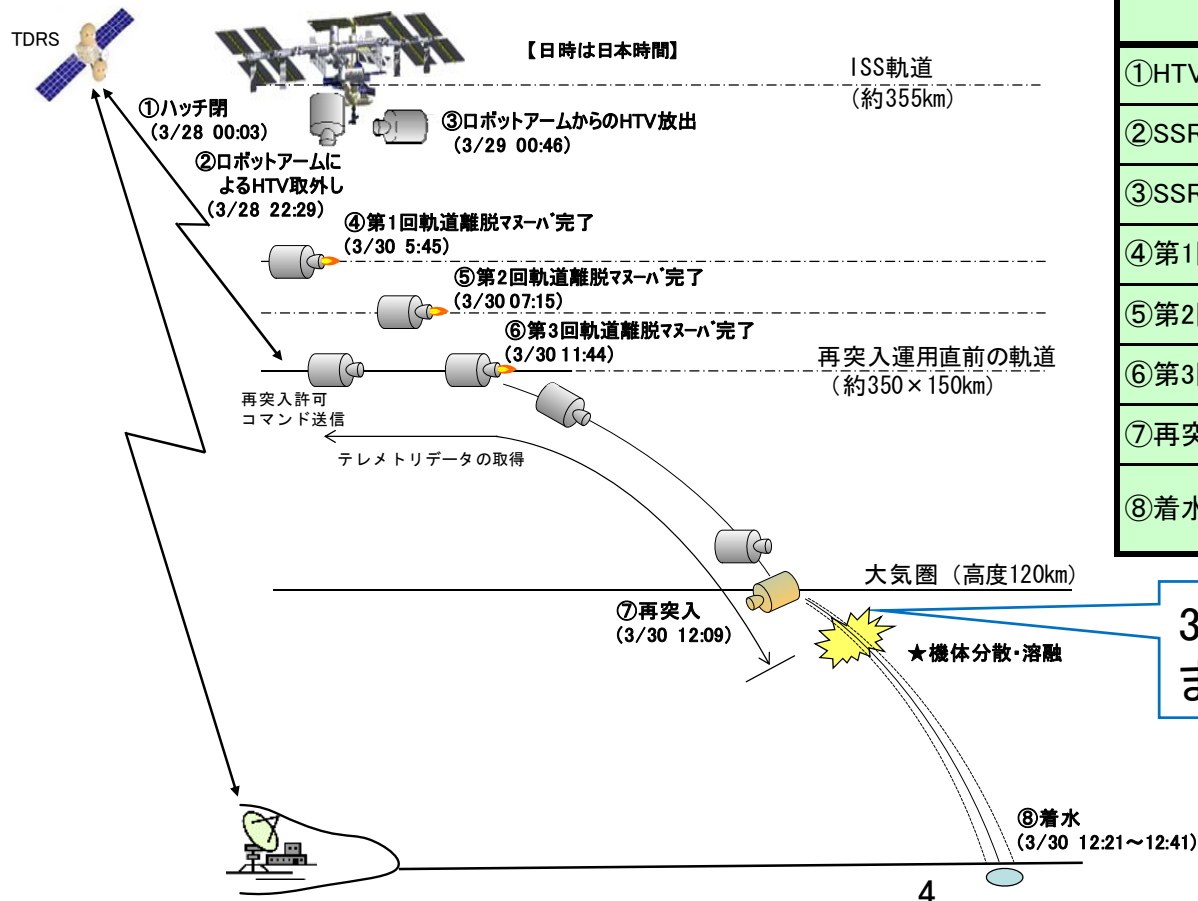 TDRS
【日時は日本時間】
ISS軌道
(約355km)
①ハッチ閉
(3/28 00:03)
③ロボットアームからのHTV放出
(3/29 00:46)
②ロボットアームに
よるHTV取外し
(3/28 22:29)
④第1回軌道離脱マヌーバ完了
(3/30 5:45)
⑤第2回軌道離脱マヌーバ完了
(3/30 07:15)
⑥第3回軌道離脱マヌーバ完了
(3/30 11:44)
再突入運用直前の軌道
(約350×150km)
再突入許可
コマンド送信
テレメトリデータの取得
大気圏 (高度120km)
⑦再突入
(3/30 12:09)
★機体分散・溶融
⑧着水
(3/30 12:21～12:41)
4
①HTV
②SSR
③SSR
④第1回
⑤第2回
⑥第3回
⑦再突
⑧着水
3
ま